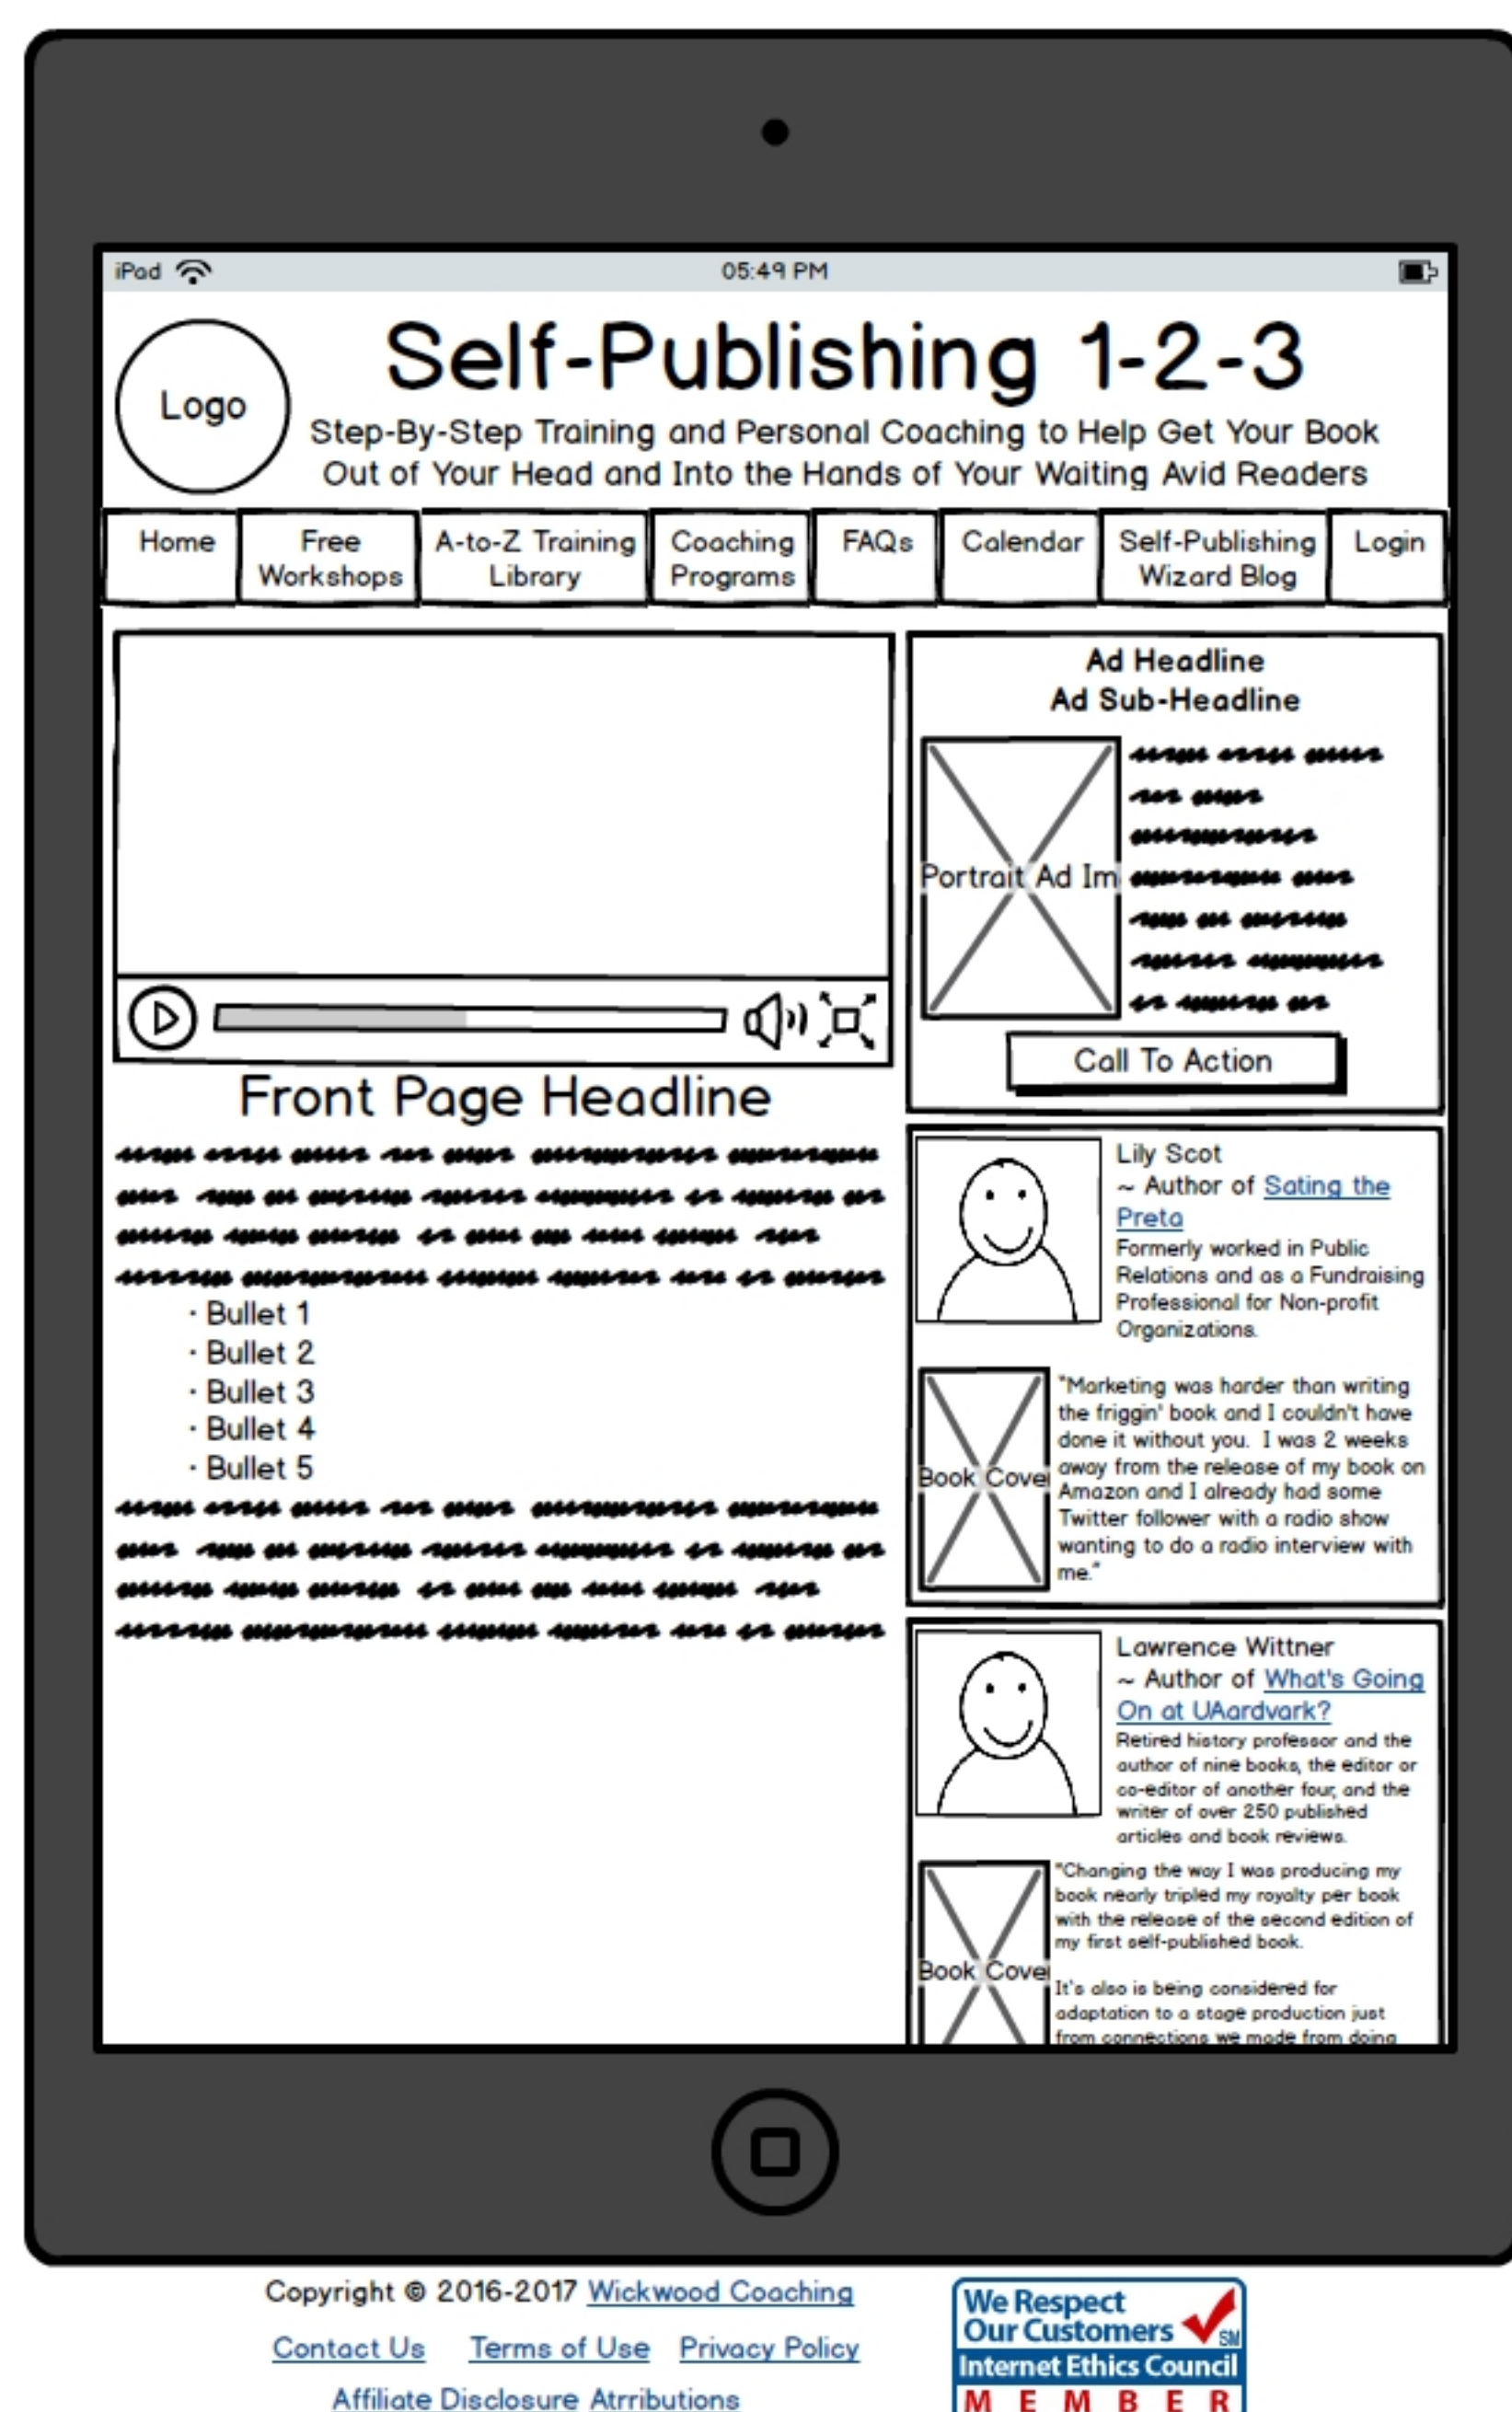 iPad
05:49 PM
Logo
Self-Publishing 1-2-3
Step-By-Step Training and Personal Coaching to Help Get Your Book
Out of Your Head and Into the Hands of Your Waiting Avid Readers
Home
Free
Workshops
A-to-Z Training
Library
Coaching
Programs
FAQs
Calendar
Self-Publishing
Wizard Blog
Login
Front Page Headline
· Bullet 1
· Bullet 2
· Bullet 3
· Bullet 4
· Bullet 5
Ad Headline
Ad Sub-Headline
Portrait Ad Im
Call To Action
Lily Scot
~ Author of Sating the
Preta
Formerly worked in Public
Relations and as a Fundraising
Professional for Non-profit
Organizations.
Book Cove
"Marketing was harder than writing
the friggin' book and I couldn't have
done it without you. I was 2 weeks
away from the release of my book on
Amazon and I already had some
Twitter follower with a radio show
wanting to do a radio interview with
me."
Lawrence Wittner
~ Author of What's Going
On at UAardvark?
Retired history professor and the
author of nine books, the editor or
co-editor of another four, and the
writer of over 250 published
articles and book reviews.
Book Cove
"Changing the way I was producing my
book nearly tripled my royalty per book
with the release of the second edition of
my first self-published book.
It's also is being considered for
adaptation to a stage production just
from connections we made from doing
Copyright © 2016-2017 Wickwood Coaching
Contact Us Terms of Use Privacy Policy
Affiliate Disclosure Atrributions
We Respect
Our Customers
SM
Internet Ethics Council
MEMBER